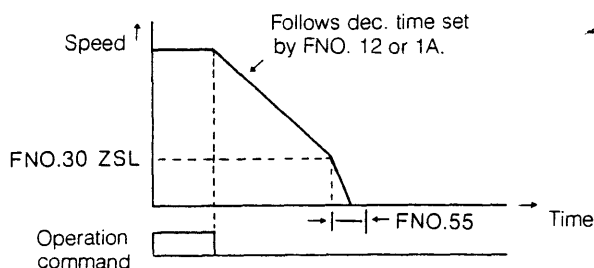 Follows dec. time set
by FNO. 12 or 1A.
Speed
FNO.30 ZSL
FNO.55
Time
Operation
command